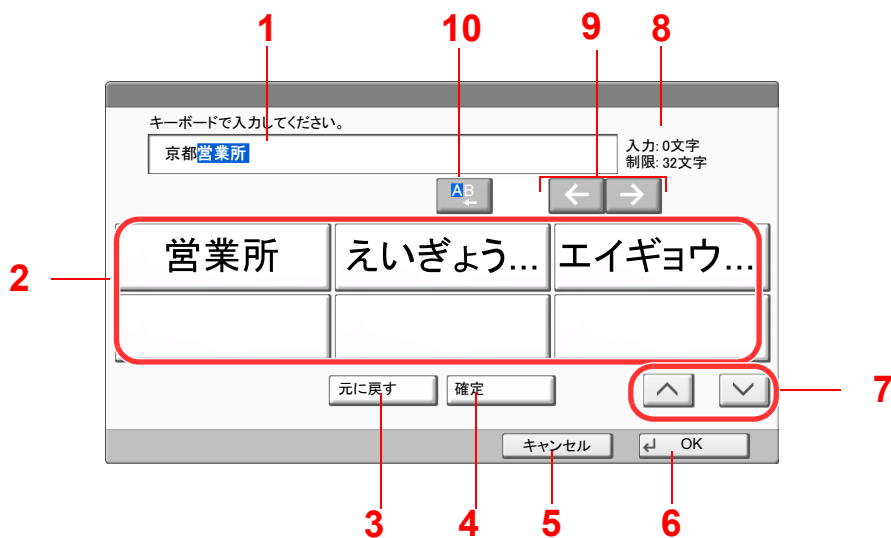 1
10
9
8
キーボードで入力してください。
京都営業所
入力: 0文字
制限: 32文字
AB
2
営業所
えいぎょう...
エイギョウ...
元に戻す
確定
7
キャンセル
OK
3
4
5
6